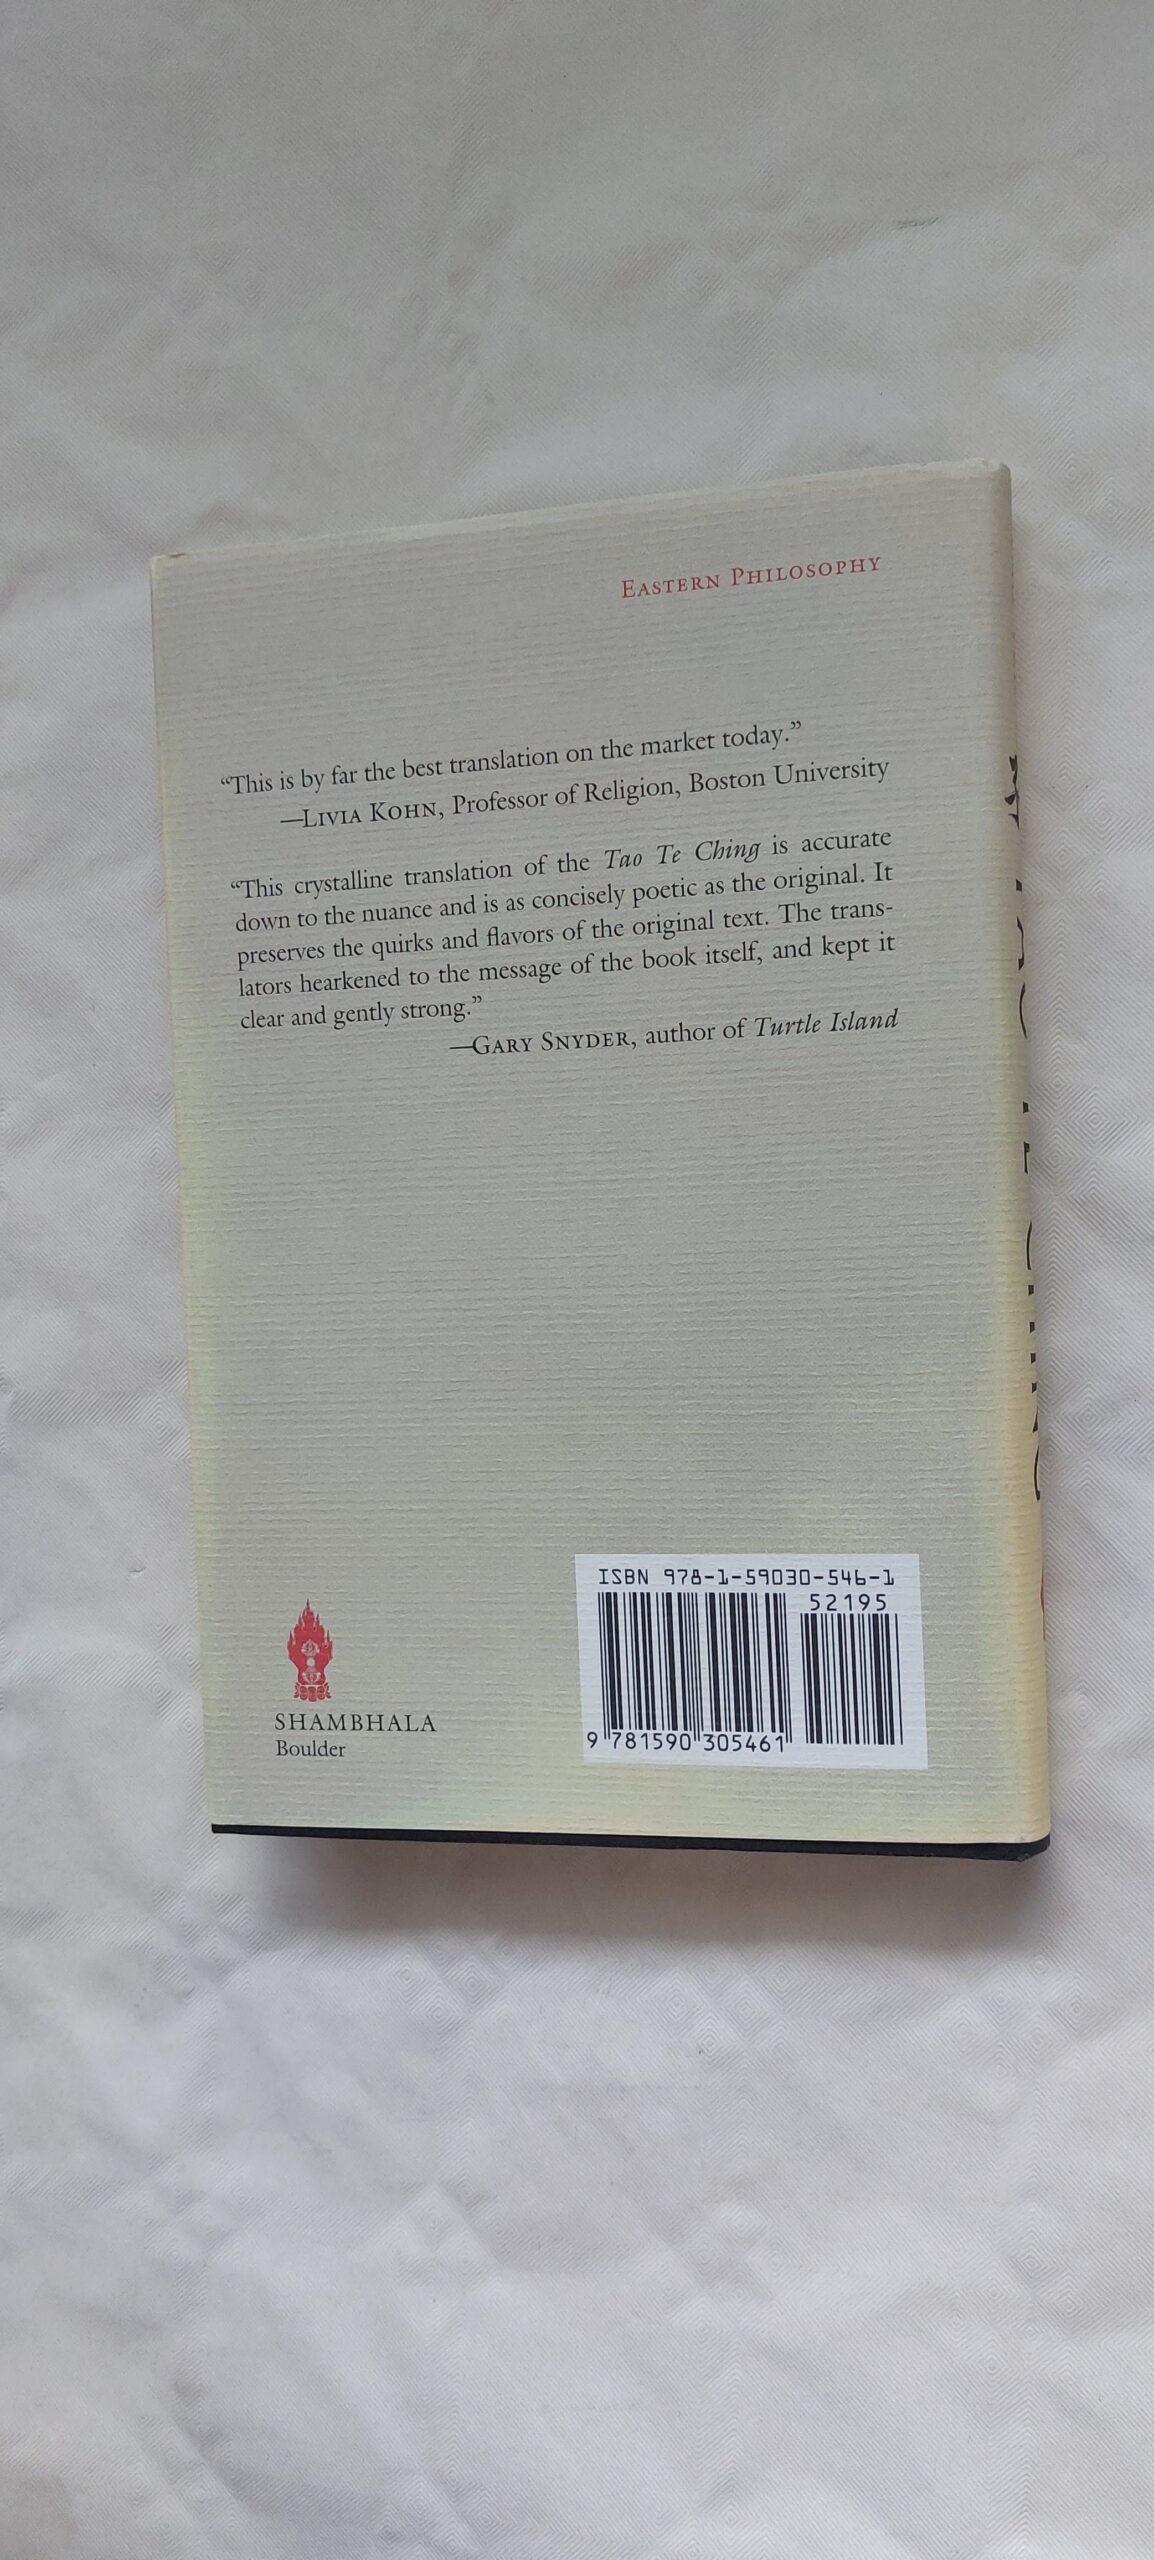 EASTERN PHILOSOPHY
“This is by far the best translation on the market today.”
—LIVIA KOHN, Professor of Religion, Boston University
“This crystalline translation of the Tao Te Ching is accurate
down to the nuance and is as concisely poetic as the original. It
preserves the quirks and flavors of the original text. The trans-
lators hearkened to the message of the book itself, and kept it
clear and gently strong.”
—GARY SNYDER, author of Turtle Island
ISBN 978-1-59030-546-1
52195
9 781590 305461
SHAMBHALA
Boulder